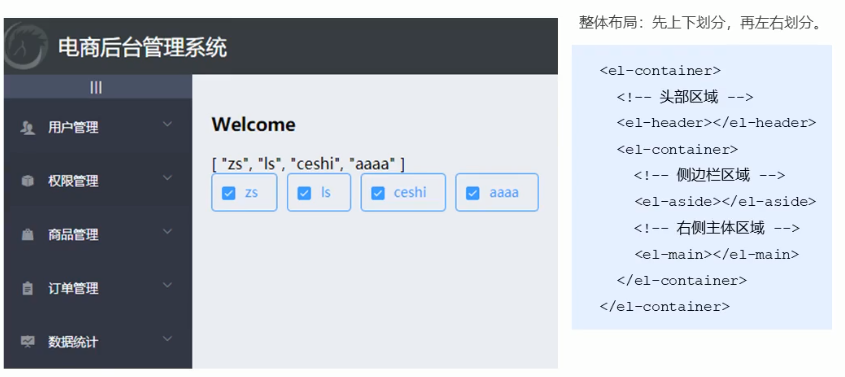 电商后台管理系统
|||
用户管理
权限管理
商品管理
订单管理
数据统计
Welcome
[ "zs", "ls", "ceshi", "aaaa" ]
zs ls ceshi aaaa
整体布局：先上下划分，再左右划分。
<el-container>
<!-- 头部区域 -->
<el-header></el-header>
<el-container>
<!-- 侧边栏区域 -->
<el-aside></el-aside>
<!-- 右侧主体区域 -->
<el-main></el-main>
</el-container>
</el-container>